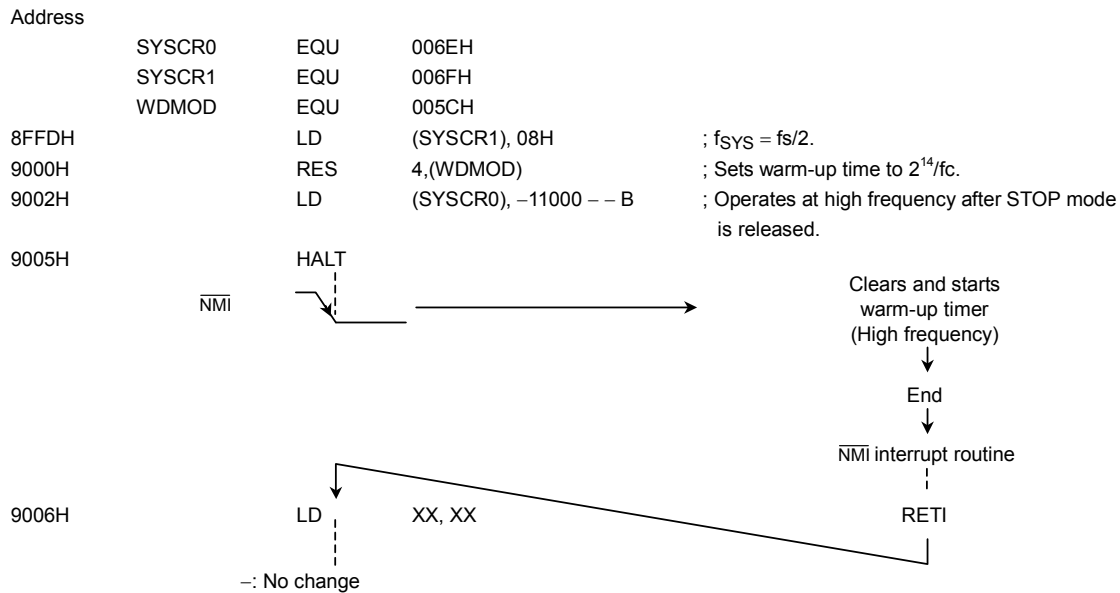 Address
SYSCR0 EQU 006EH
SYSCR1 EQU 006FH
WDMOD EQU 005CH
8FFDH LD (SYSCR1), 08H ; fSYS = fs/2.
9000H RES 4,(WDMOD) ; Sets warm-up time to 2^14/fc.
9002H LD (SYSCR0), −11000 − − B ; Operates at high frequency after STOP mode
is released.
9005H HALT
NMI
Clears and starts
warm-up timer
(High frequency)
End
NMI interrupt routine
9006H LD XX, XX RETI
−: No change